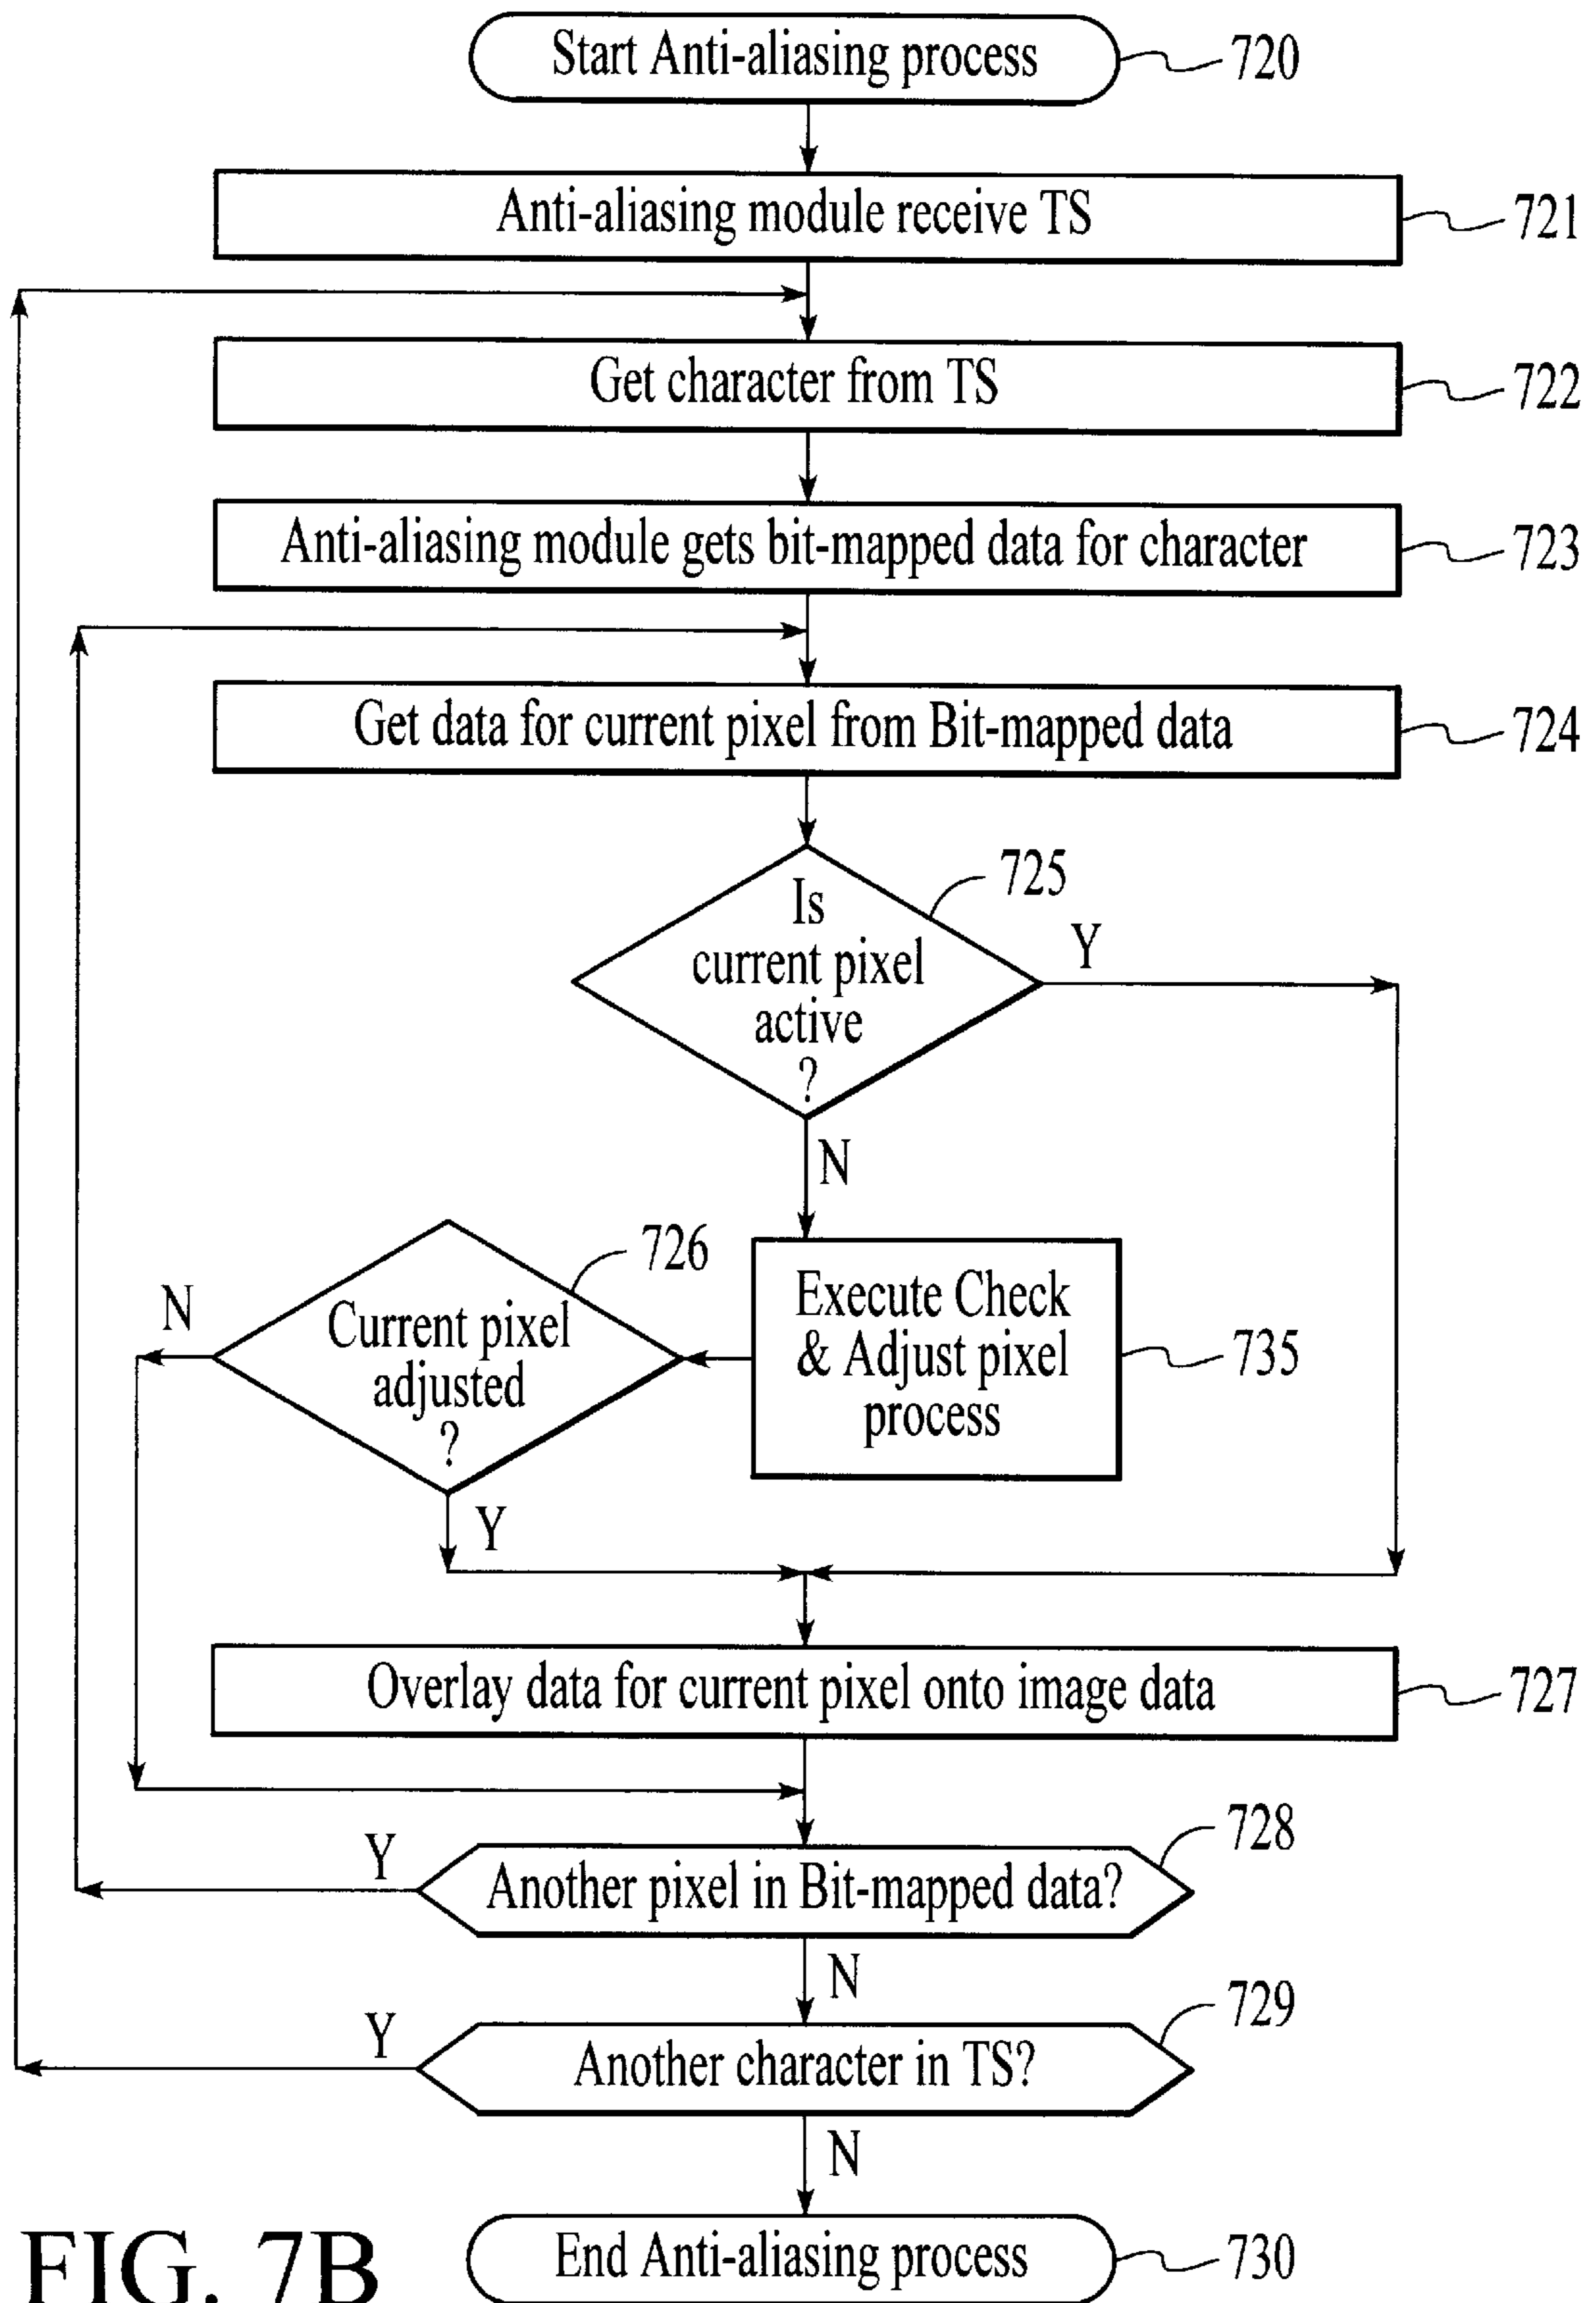 Start Anti-aliasing process
720
Anti-aliasing module receive TS
721
Get character from TS
722
Anti-aliasing module gets bit-mapped data for character
723
Get data for current pixel from Bit-mapped data
724
Is
current pixel
active
?
725
Y
N
Execute Check
& Adjust pixel
process
735
726
Current pixel
adjusted
?
N
Y
Overlay data for current pixel onto image data
727
Another pixel in Bit-mapped data?
728
Y
N
Another character in TS?
729
Y
N
End Anti-aliasing process
730
FIG. 7B